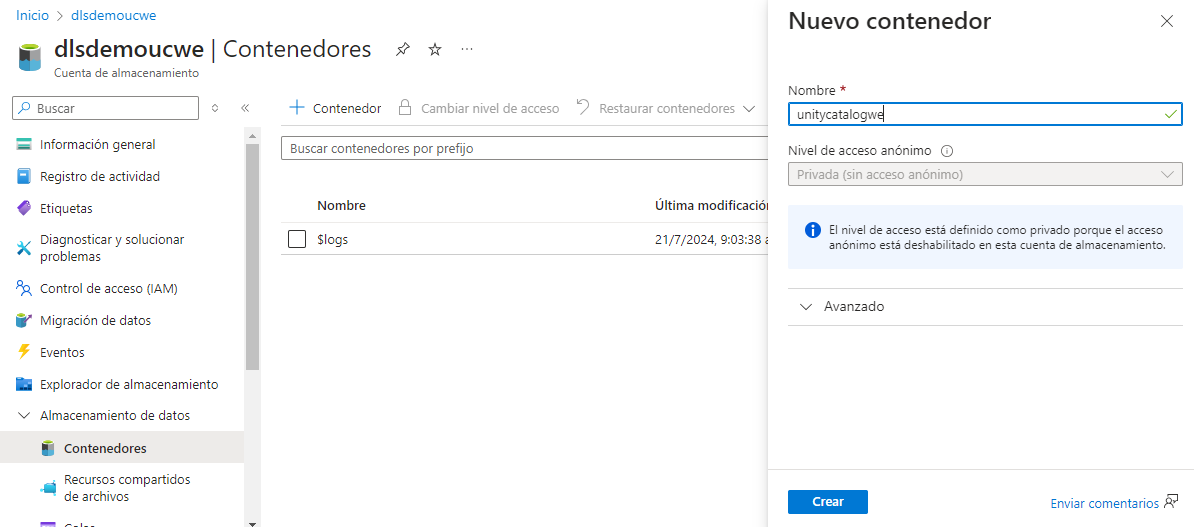 Inicio > dlsdemoucwe
dlsdemoucwe | Contenedores
Cuenta de almacenamiento
Buscar
Información general
Registro de actividad
Etiquetas
Diagnosticar y solucionar
problemas
Control de acceso (IAM)
Migración de datos
Eventos
Explorador de almacenamiento
Almacenamiento de datos
Contenedores
Recursos compartidos
de archivos
Contenedor
Cambiar nivel de acceso
Restaurar contenedores
Buscar contenedores por prefijo
Nombre
Última modificación
$logs
21/7/2024, 9:03:38 a
Nuevo contenedor
Nombre *
unitycatalogwe
Nivel de acceso anónimo
Privada (sin acceso anónimo)
El nivel de acceso está definido como privado porque el acceso
anónimo está deshabilitado en esta cuenta de almacenamiento.
Avanzado
Crear
Enviar comentarios